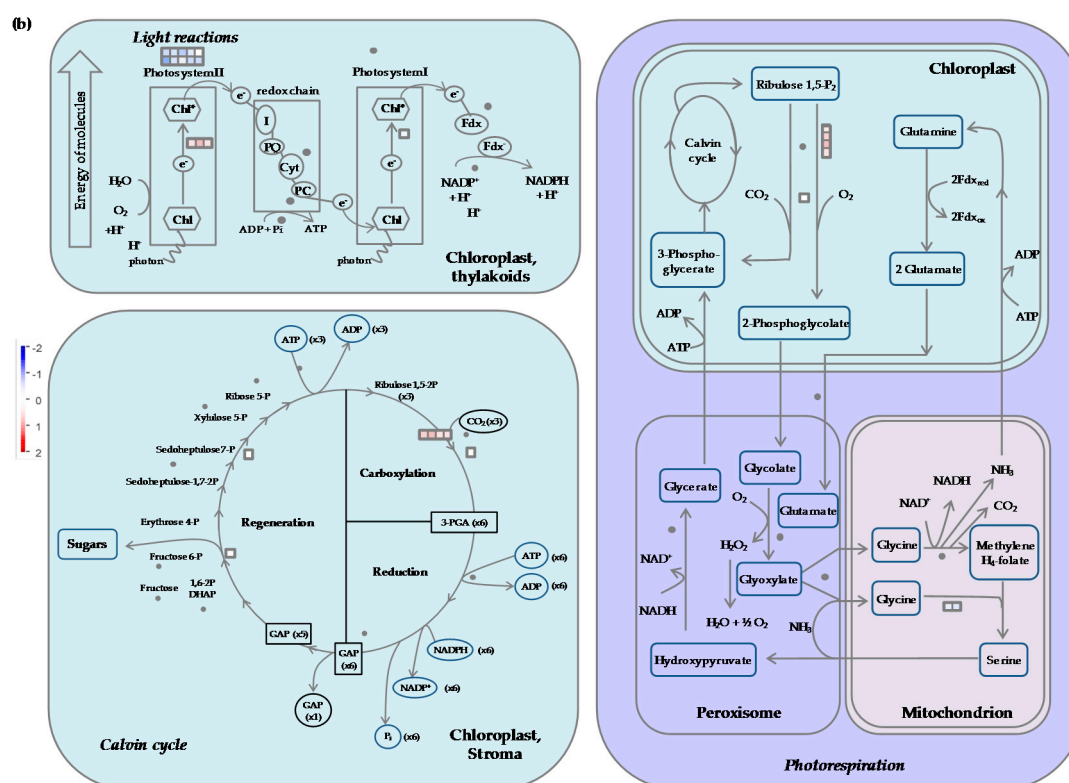 (b)
Light reactions
Photosystem II
Photosystem I
redox chain
Energy of molecules
Chl*
e-
I
PQ
Cyt
PC
e-
Chl
H₂O
O₂
+H⁺
H⁺
photon
ADP + Pi
ATP
e-
Chl*
e-
Chl
photon
e-
Fdx
Fdx
NADP⁺
+ H⁺
H⁺
NADPH
+ H⁺
Chloroplast,
thylakoids
-2
-1
0
1
2
ATP
(x3)
ADP
(x3)
Ribulose 1,5-2P
(x3)
CO₂(x3)
Ribose 5-P
Xylulose 5-P
Sedoheptulose7-P
Sedoheptulose-1,7-2P
Erythrose 4-P
Fructose 6-P
Fructose
1,6-2P
DHAP
Sugars
Regeneration
Carboxylation
Reduction
3-PGA (x6)
ATP
(x6)
ADP
(x6)
NADPH
(x6)
NADP⁺
(x6)
Pᵢ
(x6)
GAP (x5)
GAP
(x6)
GAP
(x1)
Calvin cycle
Chloroplast,
Stroma
Chloroplast
Ribulose 1,5-P₂
Calvin
cycle
CO₂
O₂
3-Phospho-
glycerate
2-Phosphoglycolate
Glutamine
2Fdxred
2Fdxox
2 Glutamate
ADP
ATP
ADP
ATP
Glycerate
Glycolate
O₂
Glutamate
H₂O₂
Glyoxylate
H₂O + ½ O₂
NAD⁺
NADH
NH₃
Hydroxypyruvate
Peroxisome
Glycine
NAD⁺
NADH
NH₃
CO₂
Methylene
H₄-folate
Glycine
Serine
Mitochondrion
Photorespiration